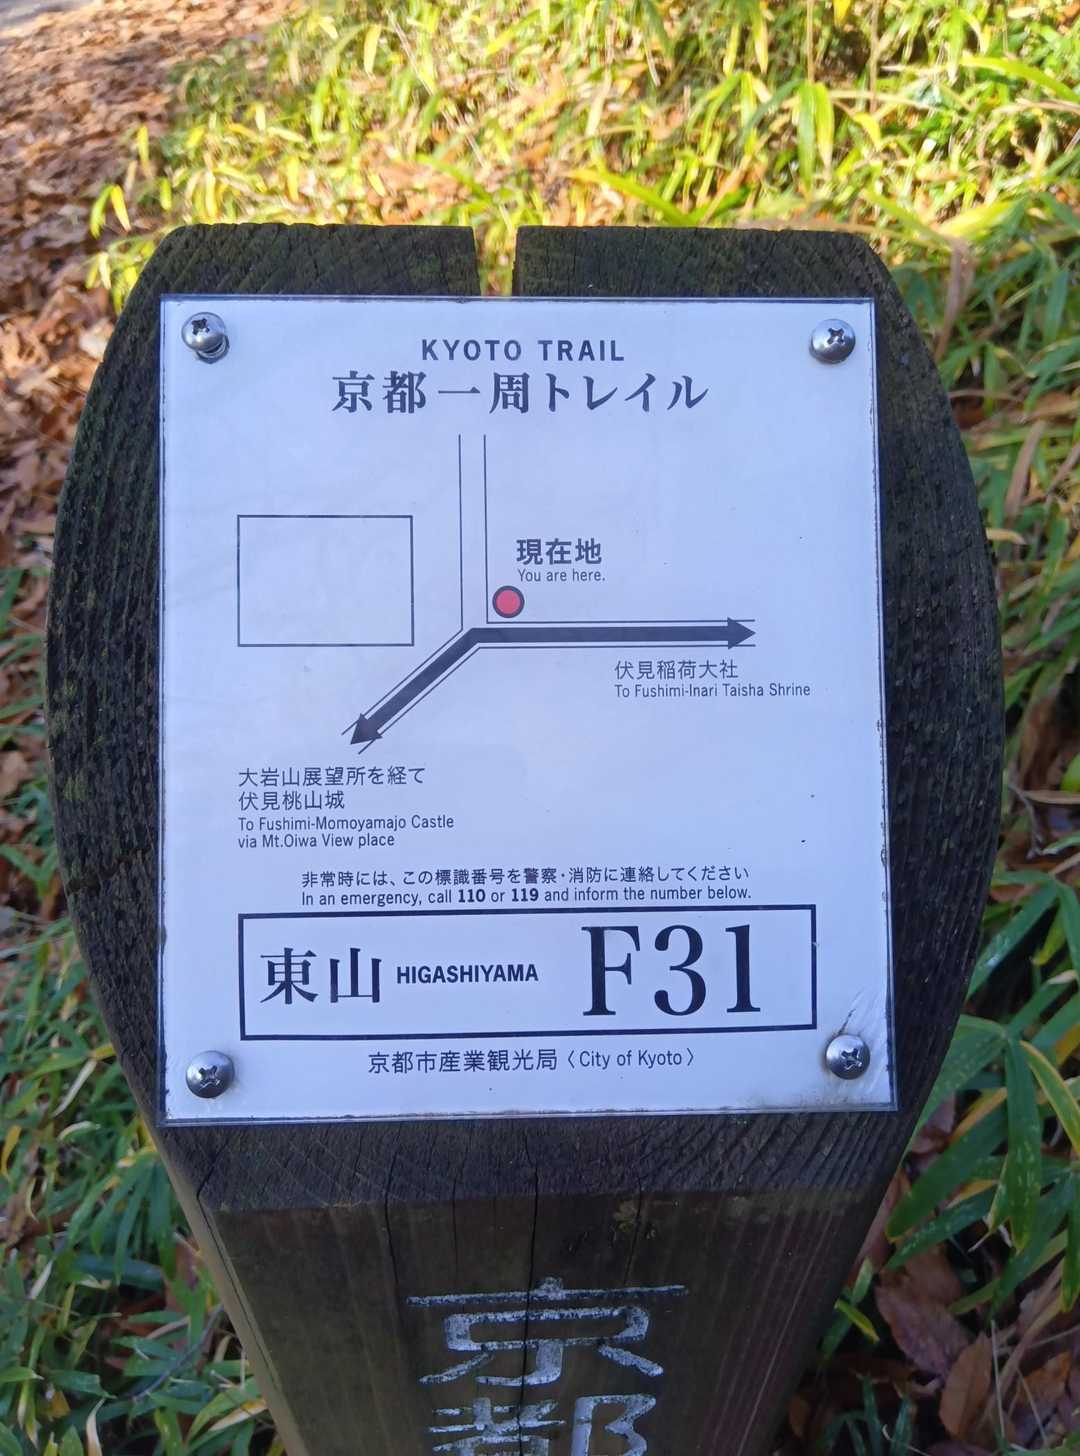 KYOTO TRAIL
京都一周トレイル
現在地
You are here.
伏見稲荷大社
To Fushimi-Inari Taisha Shrine
大岩山展望所を経て
伏見桃山城
To Fushimi-Momoyamajo Castle
via Mt.Oiwa View place
非常時には、この標識番号を警察・消防に連絡してください
In an emergency, call 110 or 119 and inform the number below.
東山 HIGASHIYAMA F31
京都市産業観光局〈City of Kyoto〉
京
都